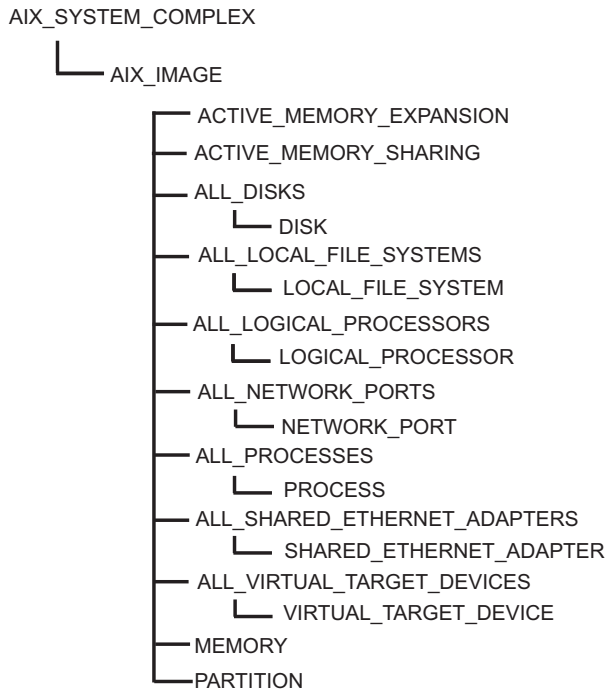 AIX_SYSTEM_COMPLEX
AIX_IMAGE
ACTIVE_MEMORY_EXPANSION
ACTIVE_MEMORY_SHARING
ALL_DISKS
DISK
ALL_LOCAL_FILE_SYSTEMS
LOCAL_FILE_SYSTEM
ALL_LOGICAL_PROCESSORS
LOGICAL_PROCESSOR
ALL_NETWORK_PORTS
NETWORK_PORT
ALL_PROCESSES
PROCESS
ALL_SHARED_ETHERNET_ADAPTERS
SHARED_ETHERNET_ADAPTER
ALL_VIRTUAL_TARGET_DEVICES
VIRTUAL_TARGET_DEVICE
MEMORY
PARTITION